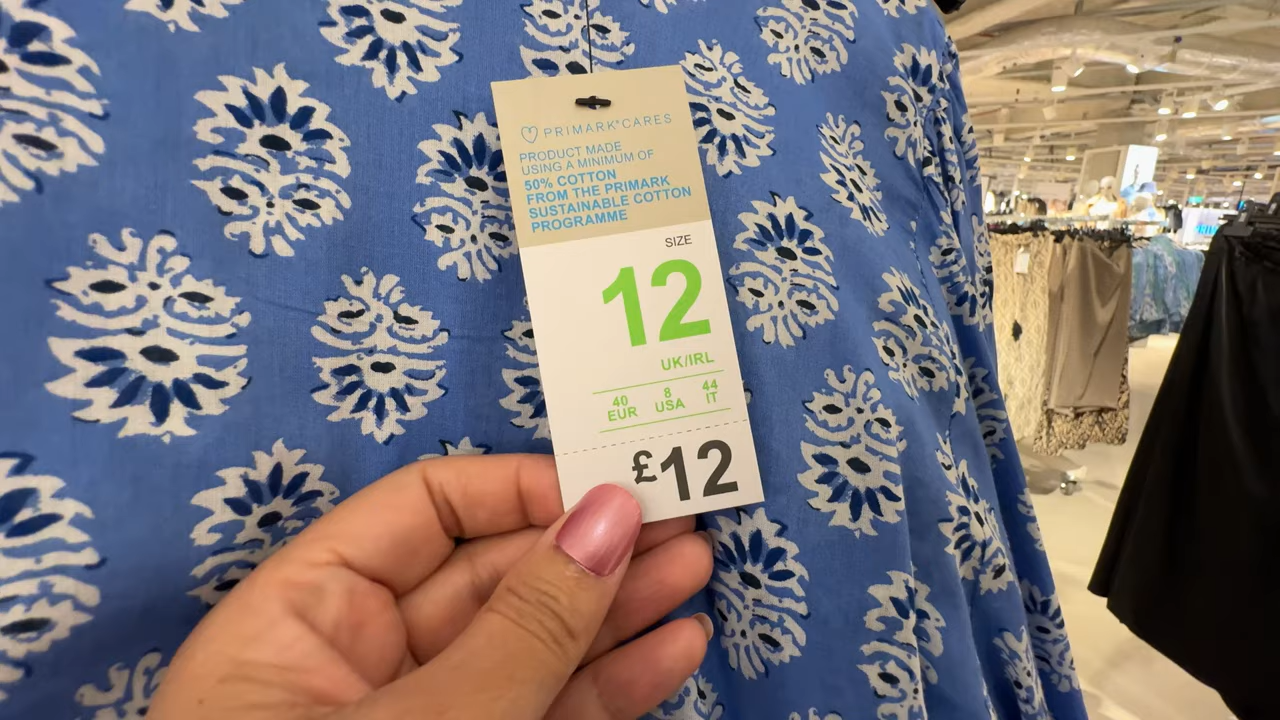 PRIMARK® CARES
PRODUCT MADE
USING A MINIMUM OF
50% COTTON
FROM THE PRIMARK
SUSTAINABLE COTTON
PROGRAMME
SIZE
12
UK/IRL
40 8 44
EUR USA IT
£12